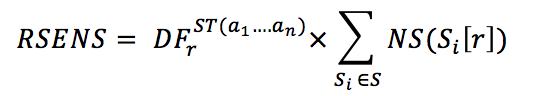 RSENS = DF_r^{ST(a_1....a_n)} × ∑_{S_i ∈ S} NS(S_i[r])